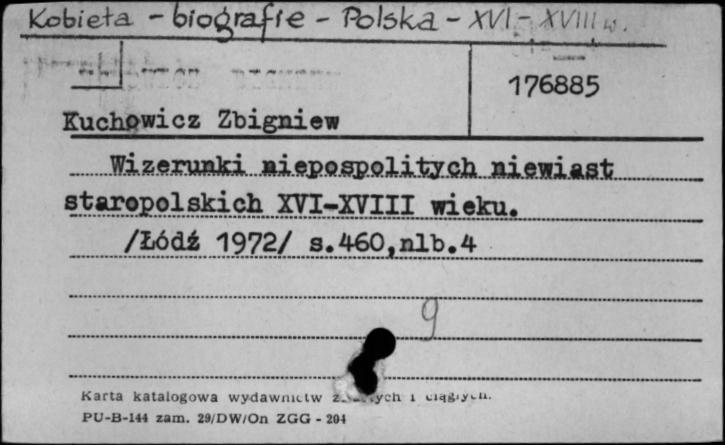 Kobieta - biografie - Polska - XVI - XVIII w.
176885
Kuchowicz Zbigniew
Wizerunki niepospolitych niewiast
staropolskich XVI-XVIII wieku.
/Łódź 1972/ s.460,nlb.4
9
Karta katalogowa wydawnictw i
PU-B-144 zam. 29/DW/On ZGG - 204